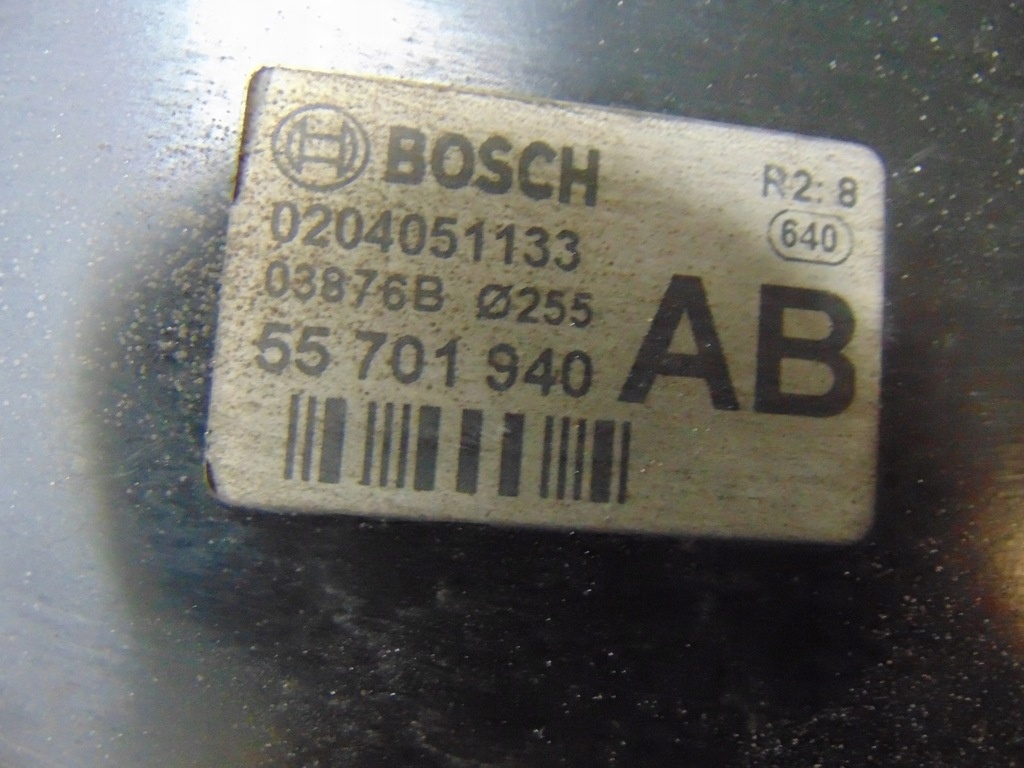 BOSCH
R2: 8
0204051133
640
03876B Ø255
55 701 940
AB